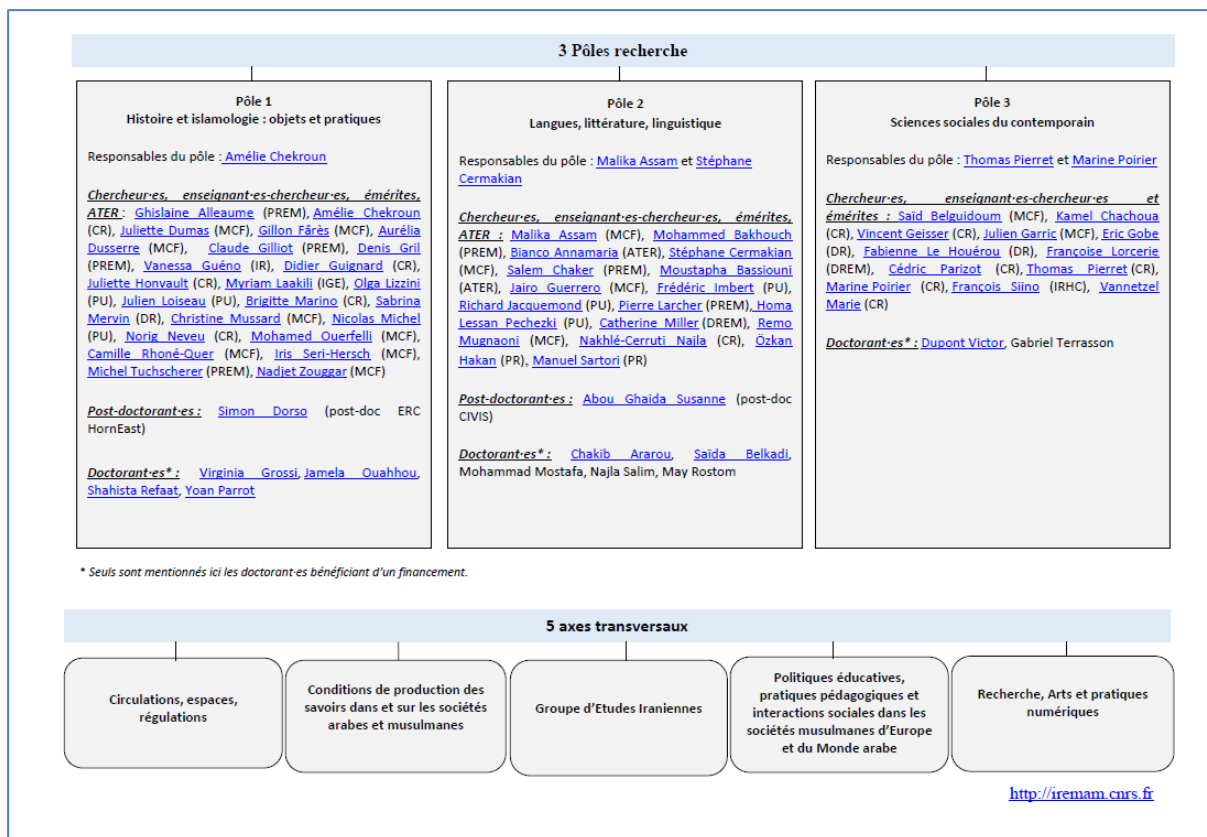 3 Pôles recherche
Pôle 1
Histoire et islamologie : objets et pratiques
Responsables du pôle : Amélie Chekroun
Chercheur·es, enseignant·es-chercheur·es, émérites,
ATER : Ghislaine Alleaume (PREM), Amélie Chekroun
(CR), Juliette Dumas (MCF), Gillon Fârès (MCF), Aurélia
Dusserre (MCF), Claude Gilliot (PREM), Denis Gril
(PREM), Vanessa Guéno (IR), Didier Guignard (CR),
Juliette Honvault (CR), Myriam Laakili (IGE), Olga Lizzini
(PU), Julien Loiseau (PU), Brigitte Marino (CR), Sabrina
Mervin (DR), Christine Mussard (MCF), Nicolas Michel
(PU), Norig Neveu (CR), Mohamed Ouerfelli (MCF),
Camille Rhoné-Quer (MCF), Iris Seri-Hersch (MCF),
Michel Tuchscherer (PREM), Nadjet Zouggar (MCF)
Post-doctorant·es : Simon Dorso (post-doc ERC
HornEast)
Doctorant·es* : Virginia Grossi, Jamela Ouahhou,
Shahista Refaat, Yoan Parrot
Pôle 2
Langues, littérature, linguistique
Responsables du pôle : Malika Assam et Stéphane
Cermakian
Chercheur·es, enseignant·es-chercheur·es, émérites,
ATER : Malika Assam (MCF), Mohammed Bakhouch
(PREM), Bianco Annamaria (ATER), Stéphane Cermakian
(MCF), Salem Chaker (PREM), Moustapha Bassiouni
(ATER), Jairo Guerrero (MCF), Frédéric Imbert (PU),
Richard Jacquemond (PU), Pierre Larcher (PREM), Homa
Lessan Pechezki (PU), Catherine Miller (DREM), Remo
Mugnaoni (MCF), Nakhlé-Cerruti Najla (CR), Özkan
Hakan (PR), Manuel Sartori (PR)
Post-doctorant·es : Abou Ghaida Susanne (post-doc
CIVIS)
Doctorant·es* : Chakib Ararou, Saïda Belkadi,
Mohammad Mostafa, Najla Salim, May Rostom
Pôle 3
Sciences sociales du contemporain
Responsables du pôle : Thomas Pierret et Marine Poirier
Chercheur·es, enseignant·es-chercheur·es et
émérites : Saïd Belguidoum (MCF), Kamel Chachoua
(CR), Vincent Geisser (CR), Julien Garric (MCF), Eric Gobe
(DR), Fabienne Le Houérou (DR), Françoise Lorcerie
(DREM), Cédric Parizot (CR), Thomas Pierret (CR),
Marine Poirier (CR), François Siino (IRHC), Vannetzel
Marie (CR)
Doctorant·es* : Dupont Victor, Gabriel Terrasson
* Seuls sont mentionnés ici les doctorant·es bénéficiant d'un financement.
5 axes transversaux
Circulations, espaces,
régulations
Conditions de production des
savoirs dans et sur les sociétés
arabes et musulmanes
Groupe d'Etudes Iraniennes
Politiques éducatives,
pratiques pédagogiques et
interactions sociales dans les
sociétés musulmanes d'Europe
et du Monde arabe
Recherche, Arts et pratiques
numériques
http://iremam.cnrs.fr